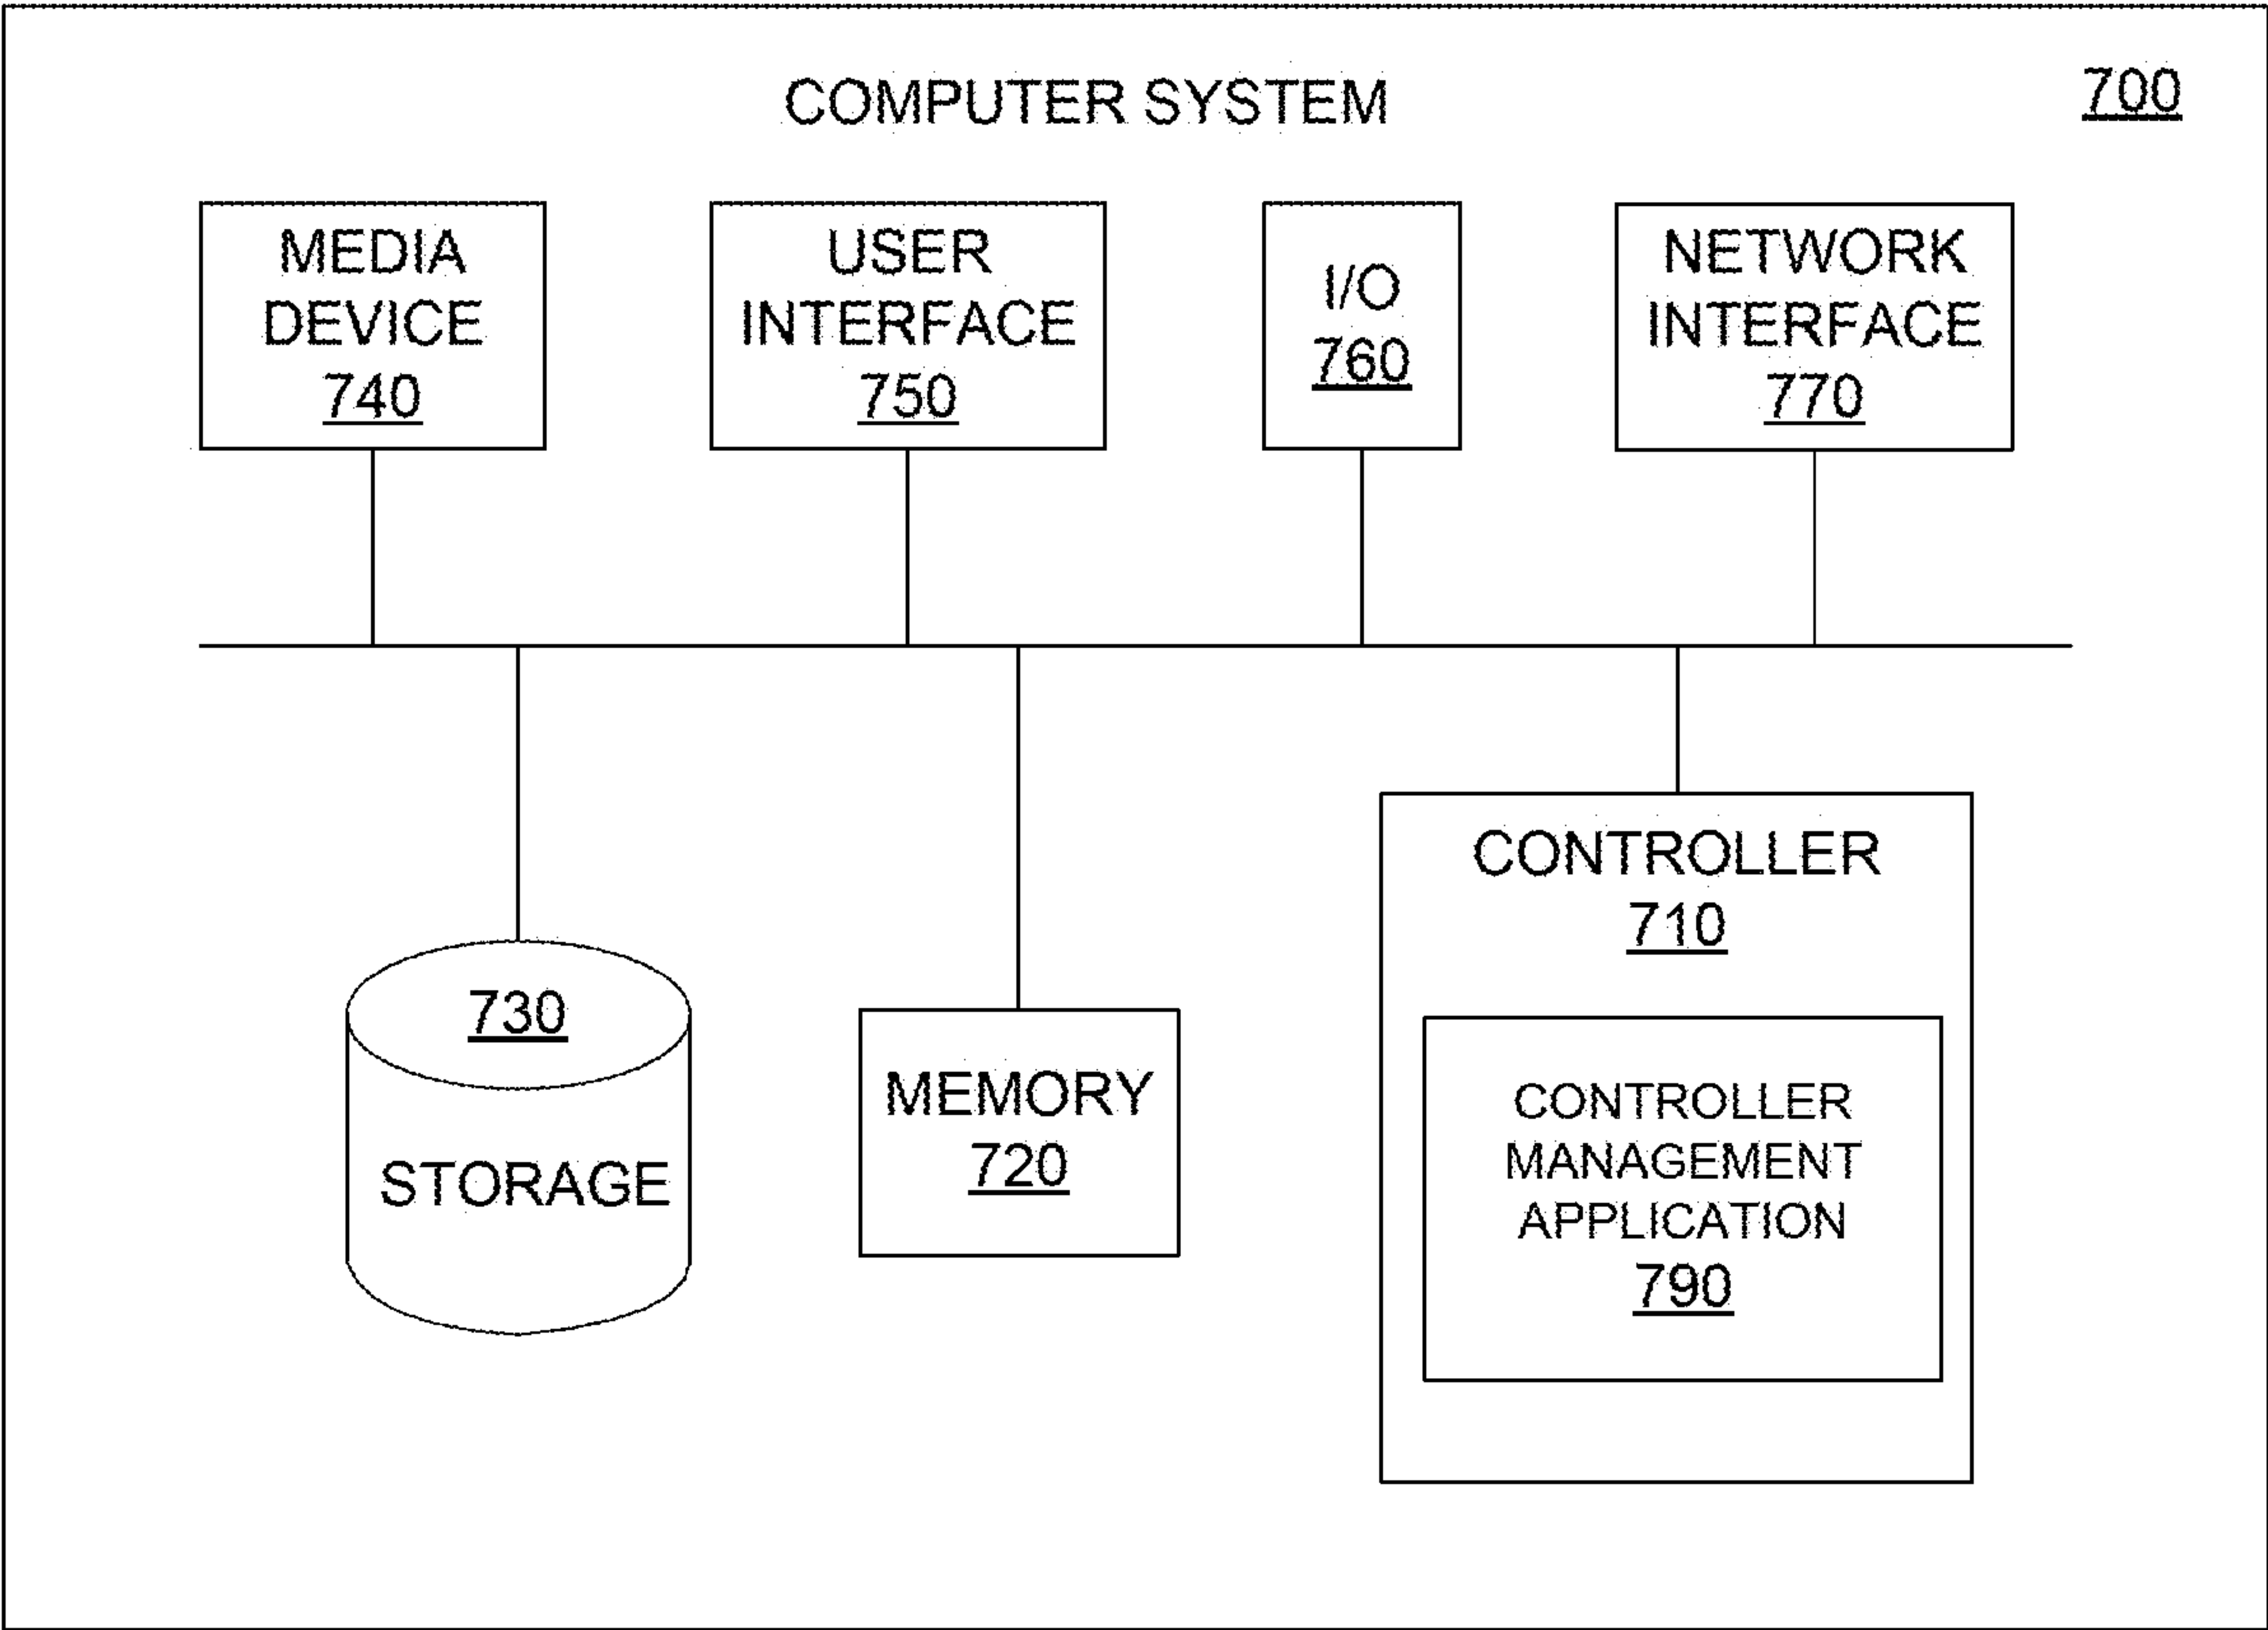 COMPUTER SYSTEM
700
MEDIA
DEVICE
740
USER
INTERFACE
750
I/O
760
NETWORK
INTERFACE
770
730
STORAGE
MEMORY
720
CONTROLLER
710
CONTROLLER
MANAGEMENT
APPLICATION
790